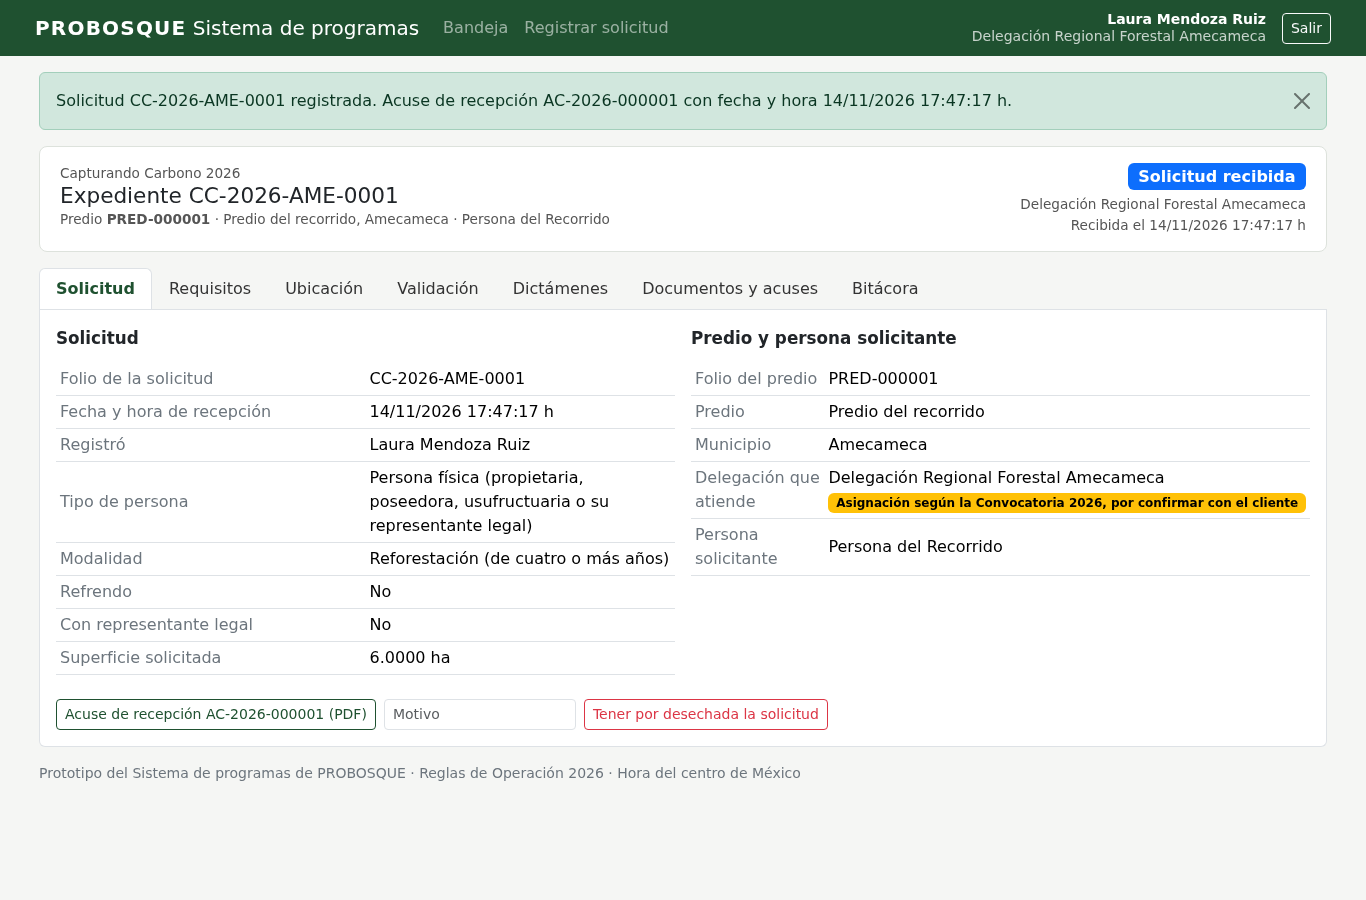 PROBOSQUE Sistema de programas
Bandeja
Registrar solicitud
Laura Mendoza Ruiz
Delegación Regional Forestal Amecameca
Salir
Solicitud CC-2026-AME-0001 registrada. Acuse de recepción AC-2026-000001 con fecha y hora 14/11/2026 17:47:17 h.
Capturando Carbono 2026
Expediente CC-2026-AME-0001
Predio PRED-000001 · Predio del recorrido, Amecameca · Persona del Recorrido
Solicitud recibida
Delegación Regional Forestal Amecameca
Recibida el 14/11/2026 17:47:17 h
Solicitud
Requisitos
Ubicación
Validación
Dictámenes
Documentos y acuses
Bitácora
Solicitud
Folio de la solicitud CC-2026-AME-0001
Fecha y hora de recepción 14/11/2026 17:47:17 h
Registró Laura Mendoza Ruiz
Tipo de persona
Persona física (propietaria,
poseedora, usufructuaria o su
representante legal)
Modalidad Reforestación (de cuatro o más años)
Refrendo No
Con representante legal No
Superficie solicitada 6.0000 ha
Predio y persona solicitante
Folio del predio PRED-000001
Predio Predio del recorrido
Municipio Amecameca
Delegación que
atiende
Delegación Regional Forestal Amecameca
Asignación según la Convocatoria 2026, por confirmar con el cliente
Persona
solicitante
Persona del Recorrido
Acuse de recepción AC-2026-000001 (PDF)
Motivo
Tener por desechada la solicitud
Prototipo del Sistema de programas de PROBOSQUE · Reglas de Operación 2026 · Hora del centro de México